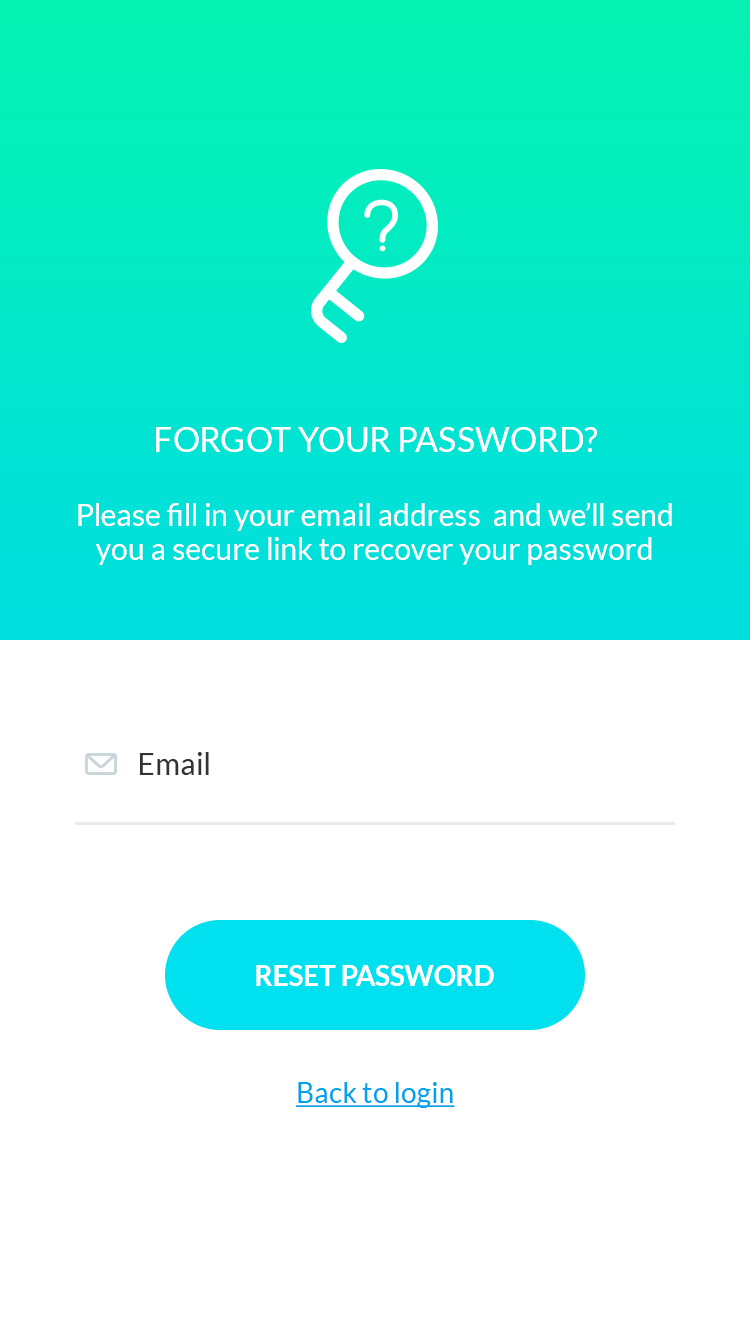 ?
FORGOT YOUR PASSWORD?
Please fill in your email address  and we’ll send
you a secure link to recover your password
Email
RESET PASSWORD
Back to login